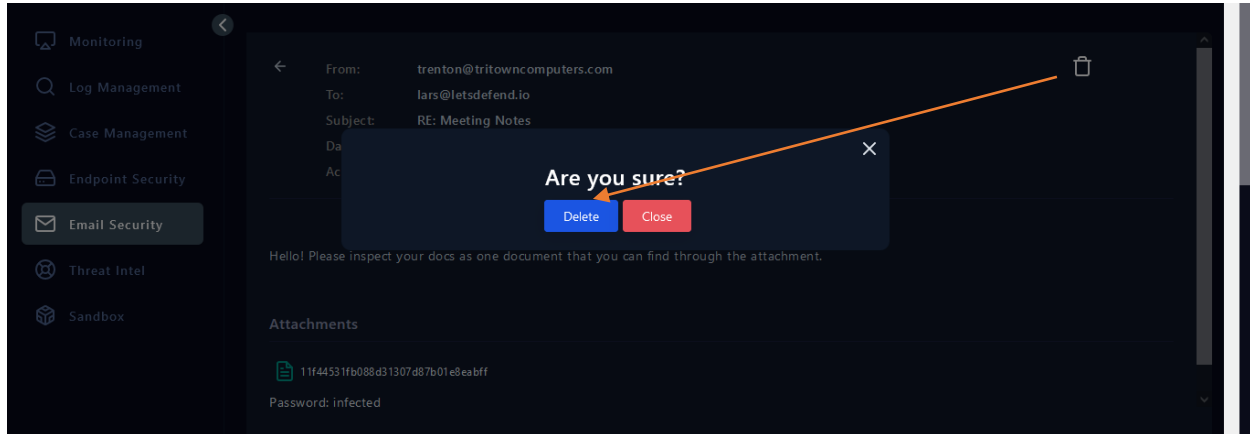 Monitoring
Log Management
Case Management
Endpoint Security
Email Security
Threat Intel
Sandbox
From: trenton@tritowncomputers.com
To: lars@letsdefend.io
Subject: RE: Meeting Notes
Da
Ac
Are you sure?
Delete Close
Hello! Please inspect your docs as one document that you can find through the attachment.
Attachments
11f44531fb088d31307d87b01e8eabff
Password: infected